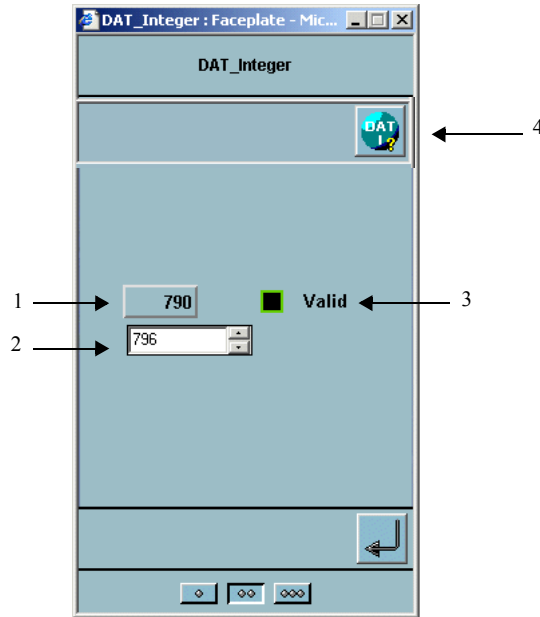 DAT_Integer : Faceplate - Mic...
DAT_Integer
DAT
I?
4
1
790
Valid
3
2
796